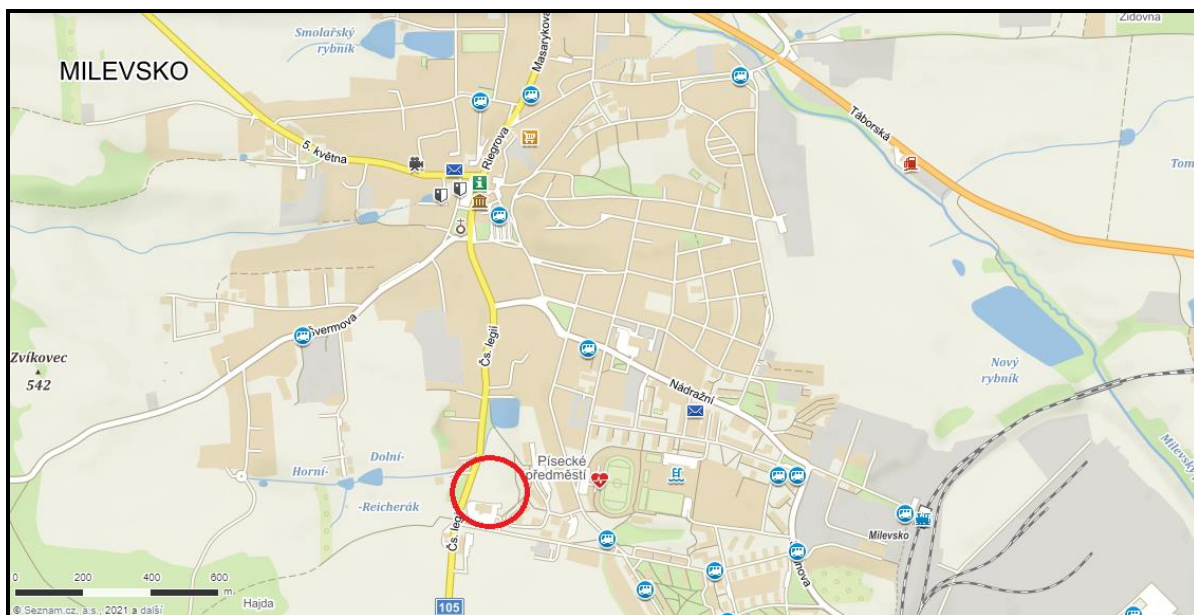 MILEVSKO
Smolařský
rybník
Masarykova
Židovna
Táborská
5. května
Riegrova
Tom
Zvíkovec
542
Čs. legií
Nový
rybník
Nádražní
Milevský
Horní-
Dolní-
-Reicherák
Písecké
předměstí
Čs. legií
Milevsko
105
0 200 400 600 m
Hajda
© Seznam.cz, a.s., 2021 a další